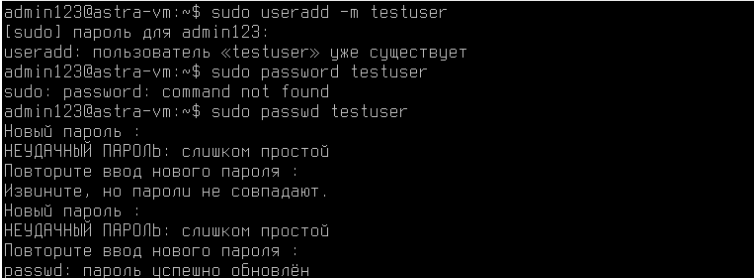 admin123@astra-vm:~$ sudo useradd -m testuser
[sudo] пароль для admin123:
useradd: пользователь «testuser» уже существует
admin123@astra-vm:~$ sudo password testuser
sudo: password: command not found
admin123@astra-vm:~$ sudo passwd testuser
Новый пароль :
НЕУДАЧНЫЙ ПАРОЛЬ: слишком простой
Повторите ввод нового пароля :
Извините, но пароли не совпадают.
Новый пароль :
НЕУДАЧНЫЙ ПАРОЛЬ: слишком простой
Повторите ввод нового пароля :
passwd: пароль успешно обновлён